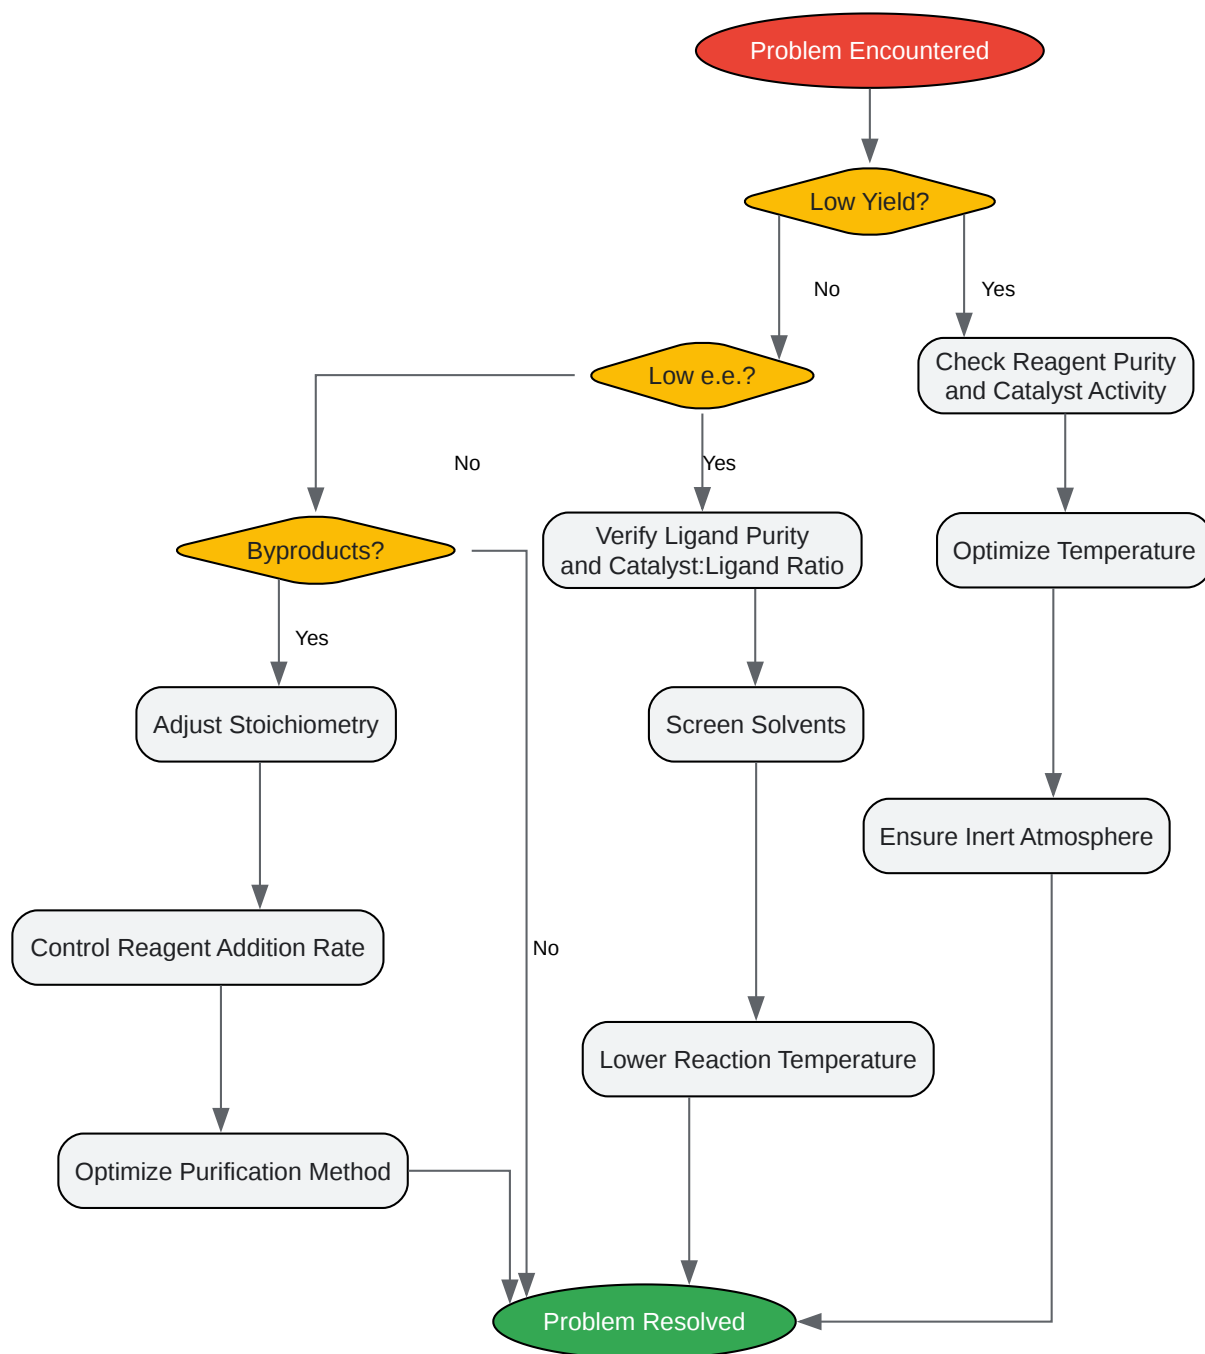 Problem Encountered
Low Yield?
No
Yes
Check Reagent Purity
and Catalyst Activity
Low e.e.?
No
Yes
Byproducts?
Verify Ligand Purity
and Catalyst:Ligand Ratio
Optimize Temperature
Yes
Adjust Stoichiometry
Screen Solvents
Ensure Inert Atmosphere
Control Reagent Addition Rate
No
Lower Reaction Temperature
Optimize Purification Method
Problem Resolved